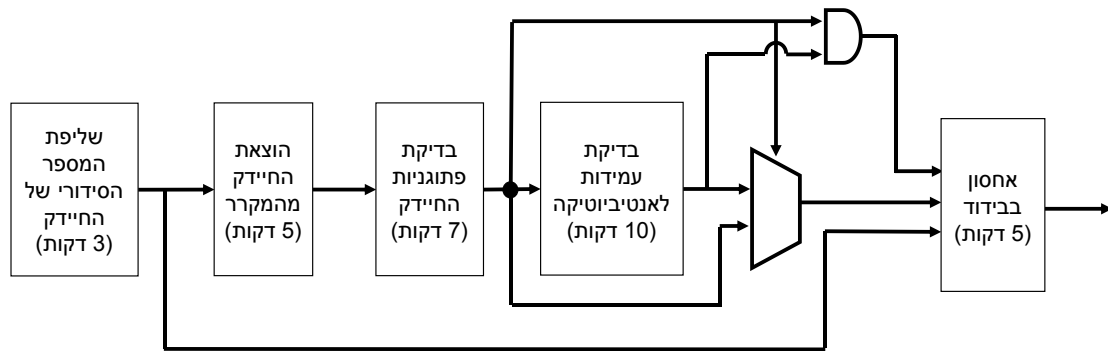 שליפת
המספר
הסידורי של
החיידק
(3 דקות)
הוצאת
החיידק
מהמקרר
(5 דקות)
בדיקת
פתוגניות
החיידק
(7 דקות)
בדיקת
עמידות
לאנטיביוטיקה
(10 דקות)
אחסון
בבידוד
(5 דקות)